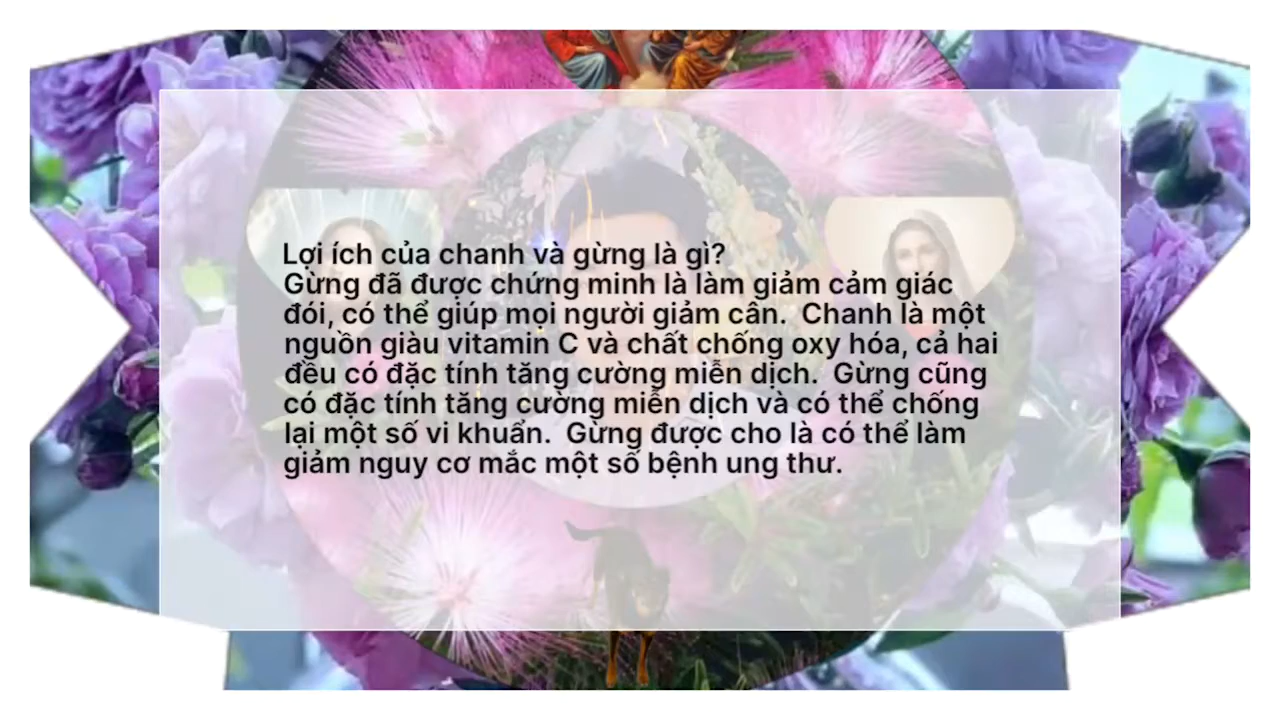 Lợi ích của chanh và gừng là gì?
Gừng đã được chứng minh là làm giảm cảm giác
đói, có thể giúp mọi người giảm cân.  Chanh là một
nguồn giàu vitamin C và chất chống oxy hóa, cả hai
đều có đặc tính tăng cường miễn dịch.  Gừng cũng
có đặc tính tăng cường miễn dịch và có thể chống
lại một số vi khuẩn.  Gừng được cho là có thể làm
giảm nguy cơ mắc một số bệnh ung thư.